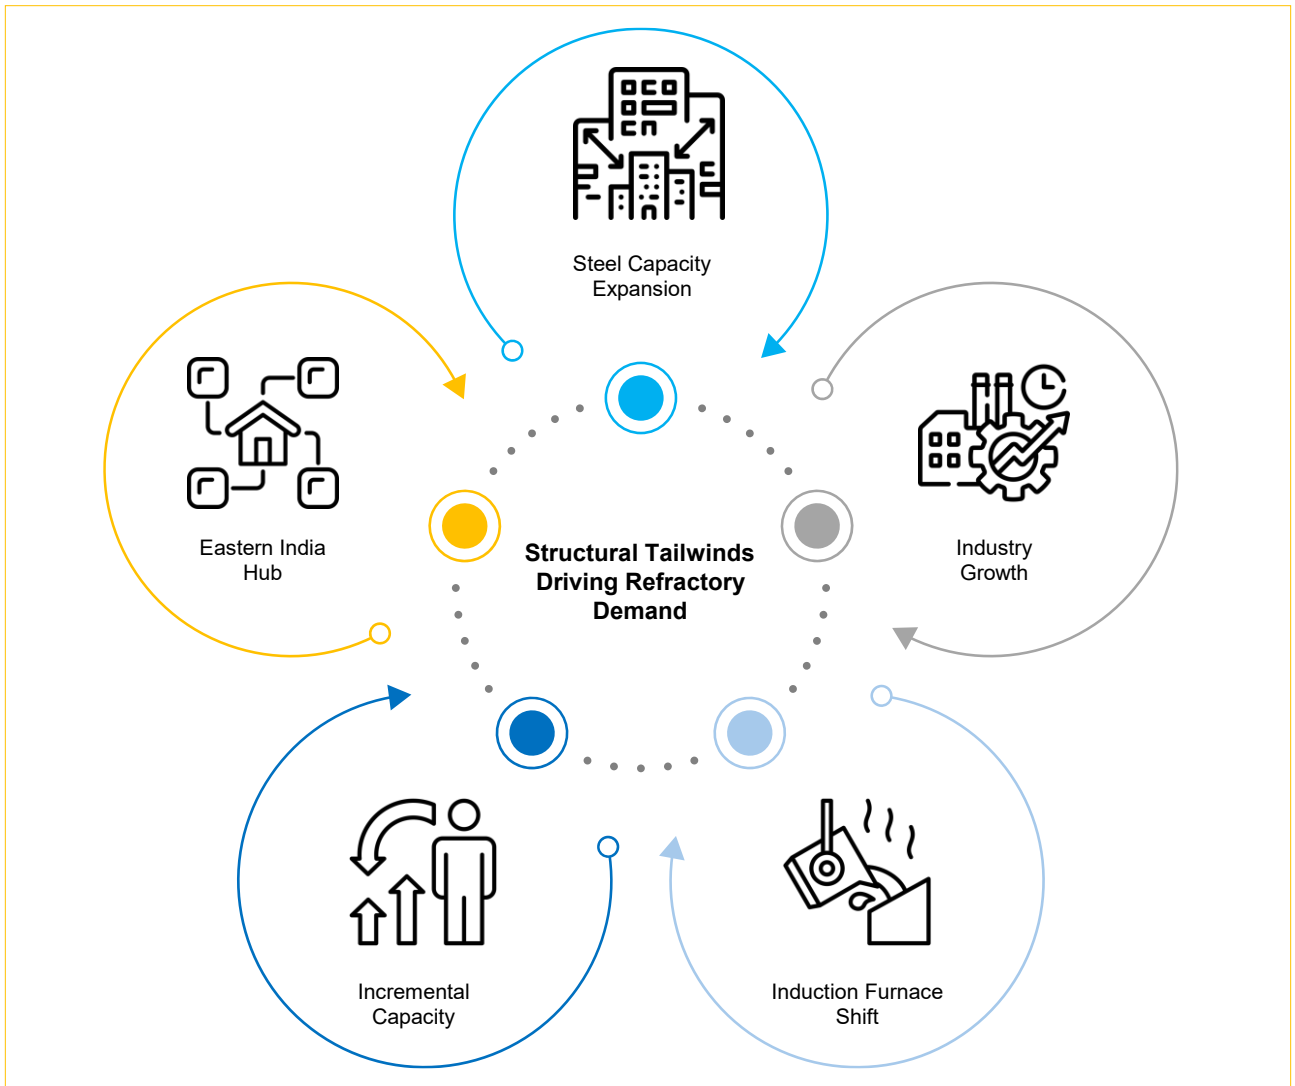 Steel Capacity
Expansion
Eastern India
Hub
Industry
Growth
Structural Tailwinds
Driving Refractory
Demand
Incremental
Capacity
Induction Furnace
Shift